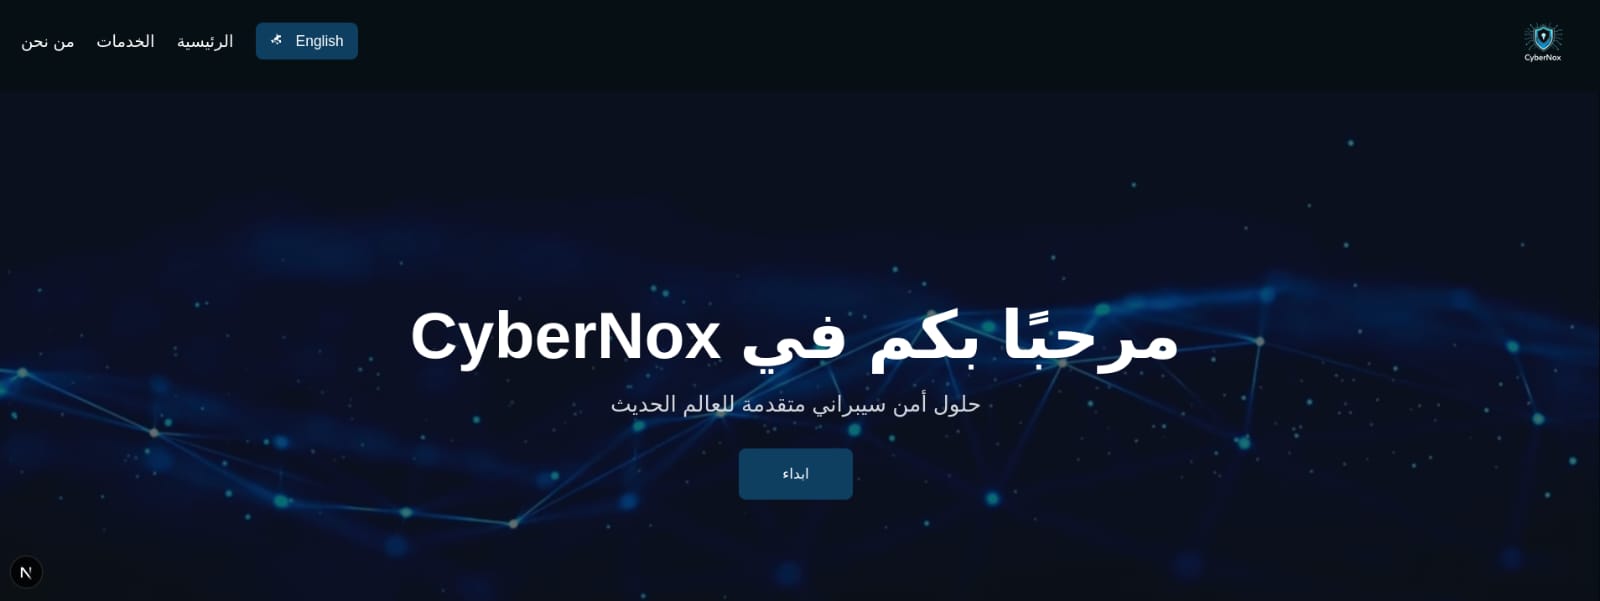 CyberNox
English
الرئيسية
الخدمات
من نحن
مرحبًا بكم في CyberNox
حلول أمن سيبراني متقدمة للعالم الحديث
ابداء
N